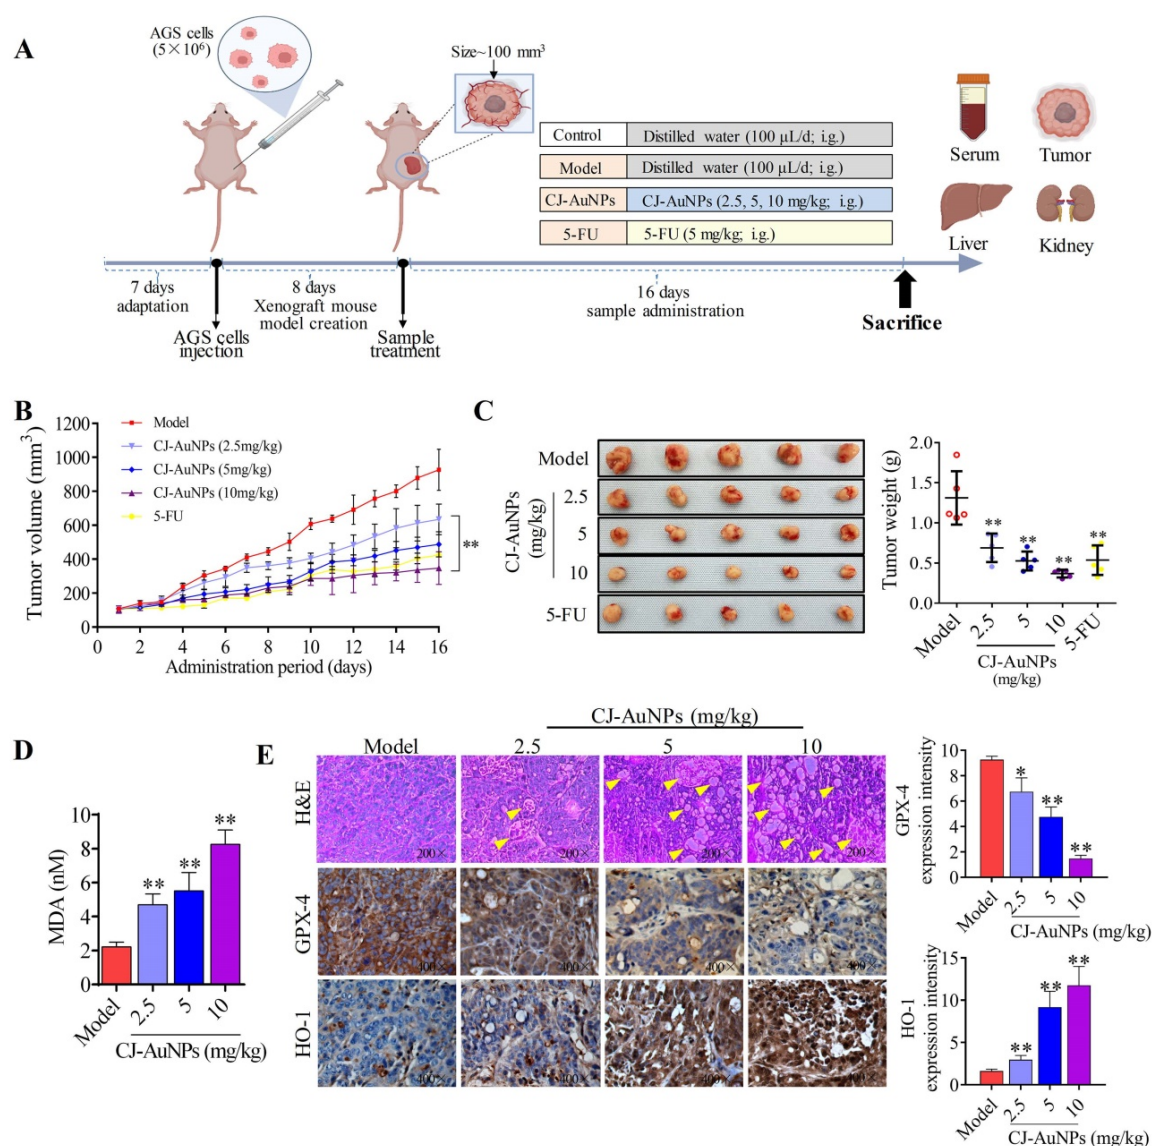 A
AGS cells
(5×10⁶)
Size~100 mm³
Control Distilled water (100 μL/d; i.g.)
Model Distilled water (100 μL/d; i.g.)
CJ-AuNPs CJ-AuNPs (2.5, 5, 10 mg/kg; i.g.)
5-FU 5-FU (5 mg/kg; i.g.)
Serum Tumor
Liver Kidney
7 days
adaptation
8 days
Xenograft mouse
model creation
16 days
sample administration
AGS cells
injection
Sample
treatment
Sacrifice
B
Tumor volume (mm³)
1200
1000
800
600
400
200
0
Model
CJ-AuNPs (2.5mg/kg)
CJ-AuNPs (5mg/kg)
CJ-AuNPs (10mg/kg)
5-FU
**
0 2 4 6 8 10 12 14 16
Administration period (days)
C
Model
CJ-AuNPs
(mg/kg)
2.5
5
10
5-FU
Tumor weight (g)
2.0
1.5
1.0
0.5
0.0
** ** ** **
Model 2.5 5 10 5-FU
CJ-AuNPs
(mg/kg)
D
MDA (nM)
10
8
6
4
2
0
** ** **
Model 2.5 5 10
CJ-AuNPs (mg/kg)
E
CJ-AuNPs (mg/kg)
Model 2.5 5 10
H&E
200× 200× 200× 200×
GPX-4
400× 400× 400× 400×
HO-1
400× 400× 400× 400×
GPX-4
expression intensity
10
8
6
4
2
0
* ** **
Model 2.5 5 10
CJ-AuNPs (mg/kg)
HO-1
expression intensity
15
10
5
0
** ** **
Model 2.5 5 10
CJ-AuNPs (mg/kg)